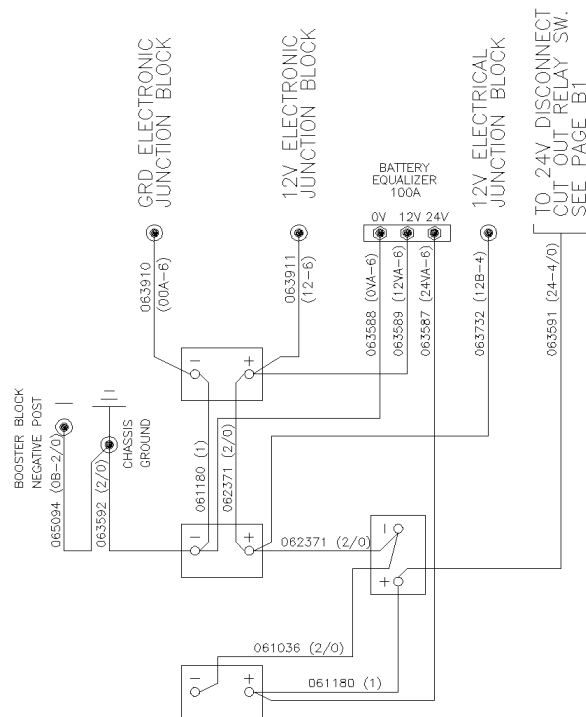 GRD ELECTRONIC
JUNCTION BLOCK
12V ELECTRONIC
JUNCTION BLOCK
BATTERY
EQUALIZER
100A
0V 12V 24V
12V ELECTRICAL
JUNCTION BLOCK
TO 24V DISCONNECT
CUT OUT RELAY SW.
SEE PAGE B1
063910
(00A-6)
063911
(12-6)
063588 (0VA-6)
063589 (12VA-6)
063587 (24VA-6)
063732 (12B-4)
063591 (24-4/0)
BOOSTER BLOCK
NEGATIVE POST
065094 (0B-2/0)
063592 (2/0)
CHASSIS
GROUND
- +
061180 (1)
062371 (2/0)
- +
062371 (2/0)
+ -
061036 (2/0)
061180 (1)
- +